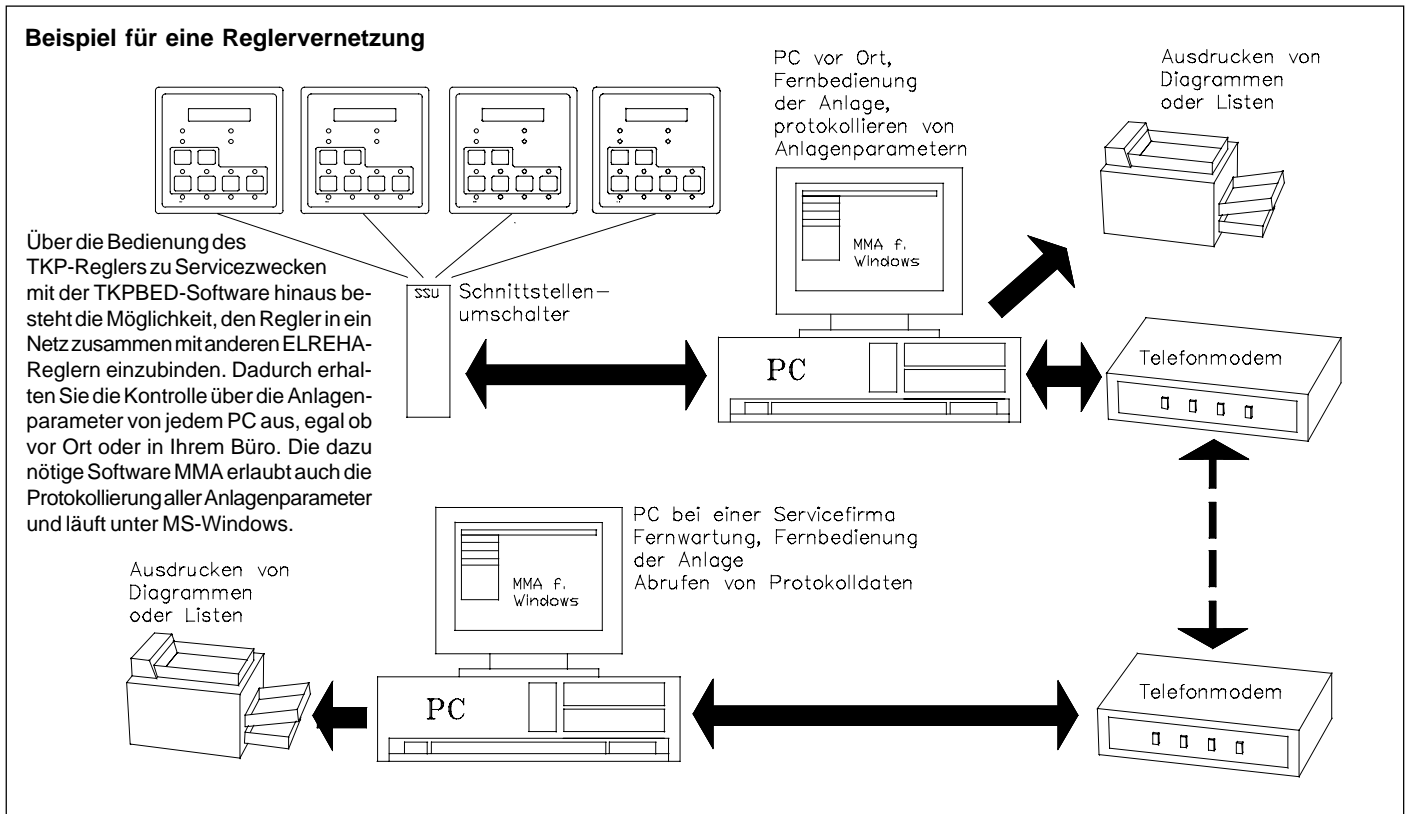 Beispiel für eine Reglervernetzung
PC vor Ort,
Fernbedienung
der Anlage,
protokollieren von
Anlagenparametern
Ausdrucken von
Diagrammen
oder Listen
MMA f.
Windows
Über die Bedienung des
TKP-Reglers zu Servicezwecken
mit der TKPBED-Software hinaus be-
steht die Möglichkeit, den Regler in ein
Netz zusammen mit anderen ELREHA-
Reglern einzubinden. Dadurch erhal-
ten Sie die Kontrolle über die Anlagen-
parameter von jedem PC aus, egal ob
vor Ort oder in Ihrem Büro. Die dazu
nötige Software MMA erlaubt auch die
Protokollierung aller Anlagenparameter
und läuft unter MS-Windows.
SSU
Schnittstellen-
umschalter
PC
Telefonmodem
PC bei einer Servicefirma
Fernwartung, Fernbedienung
der Anlage
Abrufen von Protokolldaten
MMA f.
Windows
Ausdrucken von
Diagrammen
oder Listen
PC
Telefonmodem